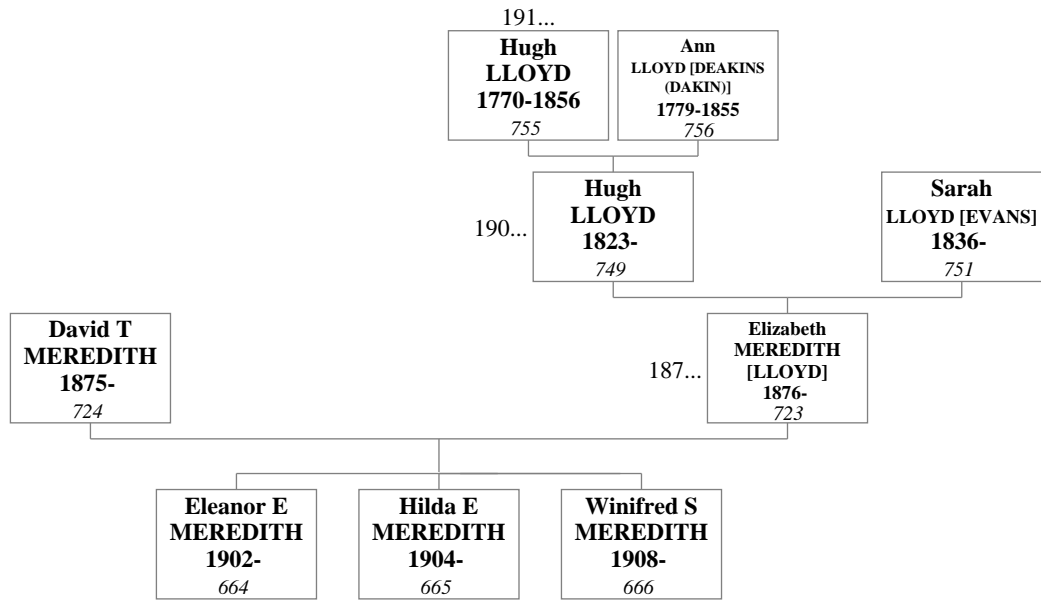 191...
Hugh
LLOYD
1770-1856
755
Ann
LLOYD [DEAKINS
(DAKIN)]
1779-1855
756
190...
Hugh
LLOYD
1823-
749
Sarah
LLOYD [EVANS]
1836-
751
David T
MEREDITH
1875-
724
187...
Elizabeth
MEREDITH
[LLOYD]
1876-
723
Eleanor E
MEREDITH
1902-
664
Hilda E
MEREDITH
1904-
665
Winifred S
MEREDITH
1908-
666